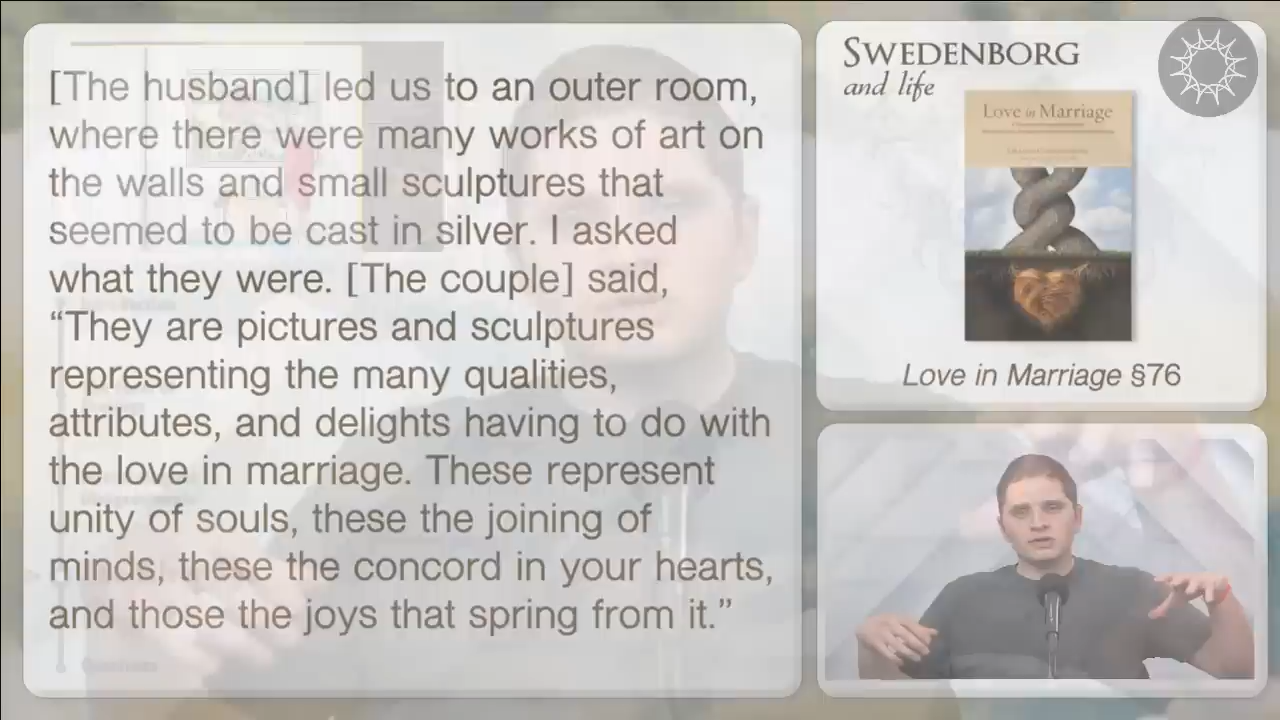 [The husband] led us to an outer room,
where there were many works of art on
the walls and small sculptures that
seemed to be cast in silver. I asked
what they were. [The couple] said,
“They are pictures and sculptures
representing the many qualities,
attributes, and delights having to do with
the love in marriage. These represent
unity of souls, these the joining of
minds, these the concord in your hearts,
and those the joys that spring from it.”
SWEDENBORG
and life
Love in Marriage
Love in Marriage §76